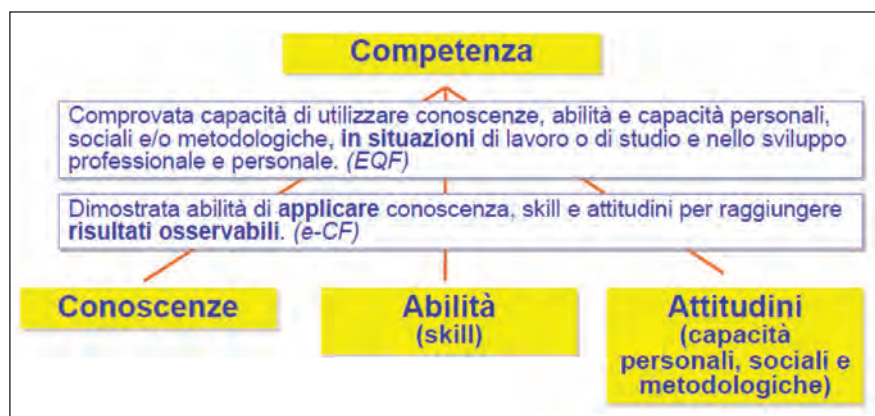 Competenza
Comprovata capacità di utilizzare conoscenze, abilità e capacità personali,
sociali e/o metodologiche, in situazioni di lavoro o di studio e nello sviluppo
professionale e personale. (EQF)
Dimostrata abilità di applicare conoscenza, skill e attitudini per raggiungere
risultati osservabili. (e-CF)
Conoscenze
Abilità
(skill)
Attitudini
(capacità
personali, sociali e
metodologiche)